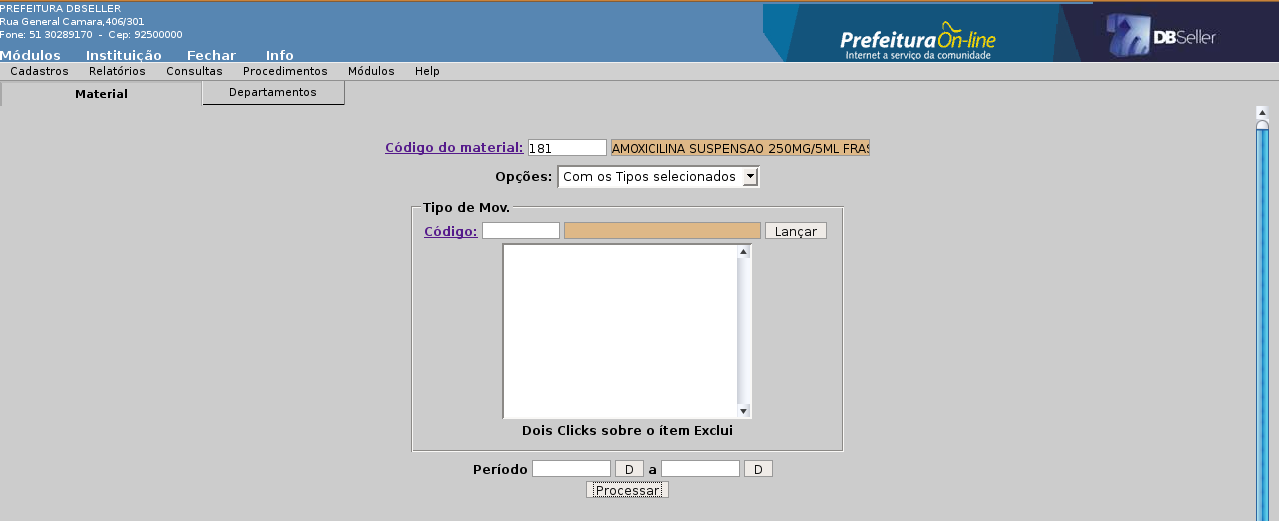 PREFEITURA DBSELLER
Rua General Camara,406/301
Fone: 51 30289170 - Cep: 92500000
Prefeitura On-line
Internet a serviço da comunidade
DBSeller
Módulos Instituição Fechar Info
Cadastros Relatórios Consultas Procedimentos Módulos Help
Material Departamentos
Código do material: 181 AMOXICILINA SUSPENSAO 250MG/5ML FRAS
Opções: Com os Tipos selecionados
Tipo de Mov.
Código: Lançar
Dois Clicks sobre o ítem Exclui
Período D a D
Processar